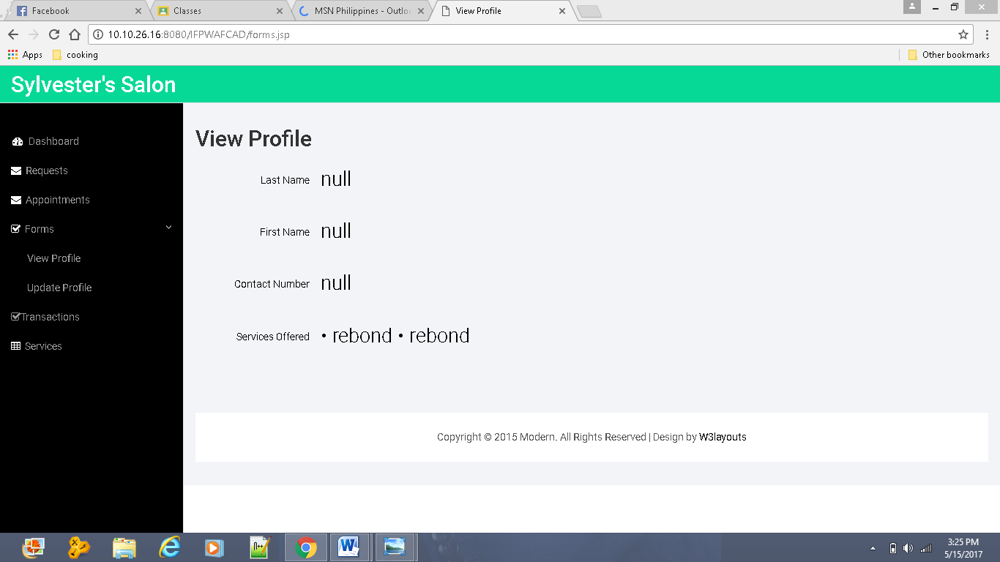 Facebook
Classes
MSN Philippines - Outlo
View Profile
10.10.26.16:8080/IFPWAFCAD/forms.jsp
Apps
cooking
Other bookmarks
Sylvester's Salon
Dashboard
Requests
Appointments
Forms
View Profile
Update Profile
Transactions
Services
View Profile
Last Name null
First Name null
Contact Number null
Services Offered • rebond • rebond
Copyright © 2015 Modern. All Rights Reserved | Design by W3layouts
3:25 PM
5/15/2017